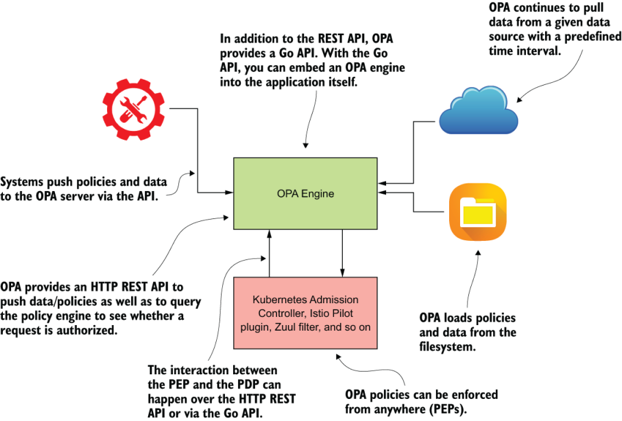 In addition to the REST API, OPA
provides a Go API. With the Go
API, you can embed an OPA engine
into the application itself.
OPA continues to pull
data from a given data
source with a predefined
time interval.
Systems push policies and data
to the OPA server via the API.
OPA Engine
OPA provides an HTTP REST API to
push data/policies as well as to query
the policy engine to see whether a
request is authorized.
Kubernetes Admission
Controller, Istio Pilot
plugin, Zuul filter, and so on
OPA loads policies
and data from the
filesystem.
The interaction between
the PEP and the PDP can
happen over the HTTP REST
API or via the Go API.
OPA policies can be enforced
from anywhere (PEPs).